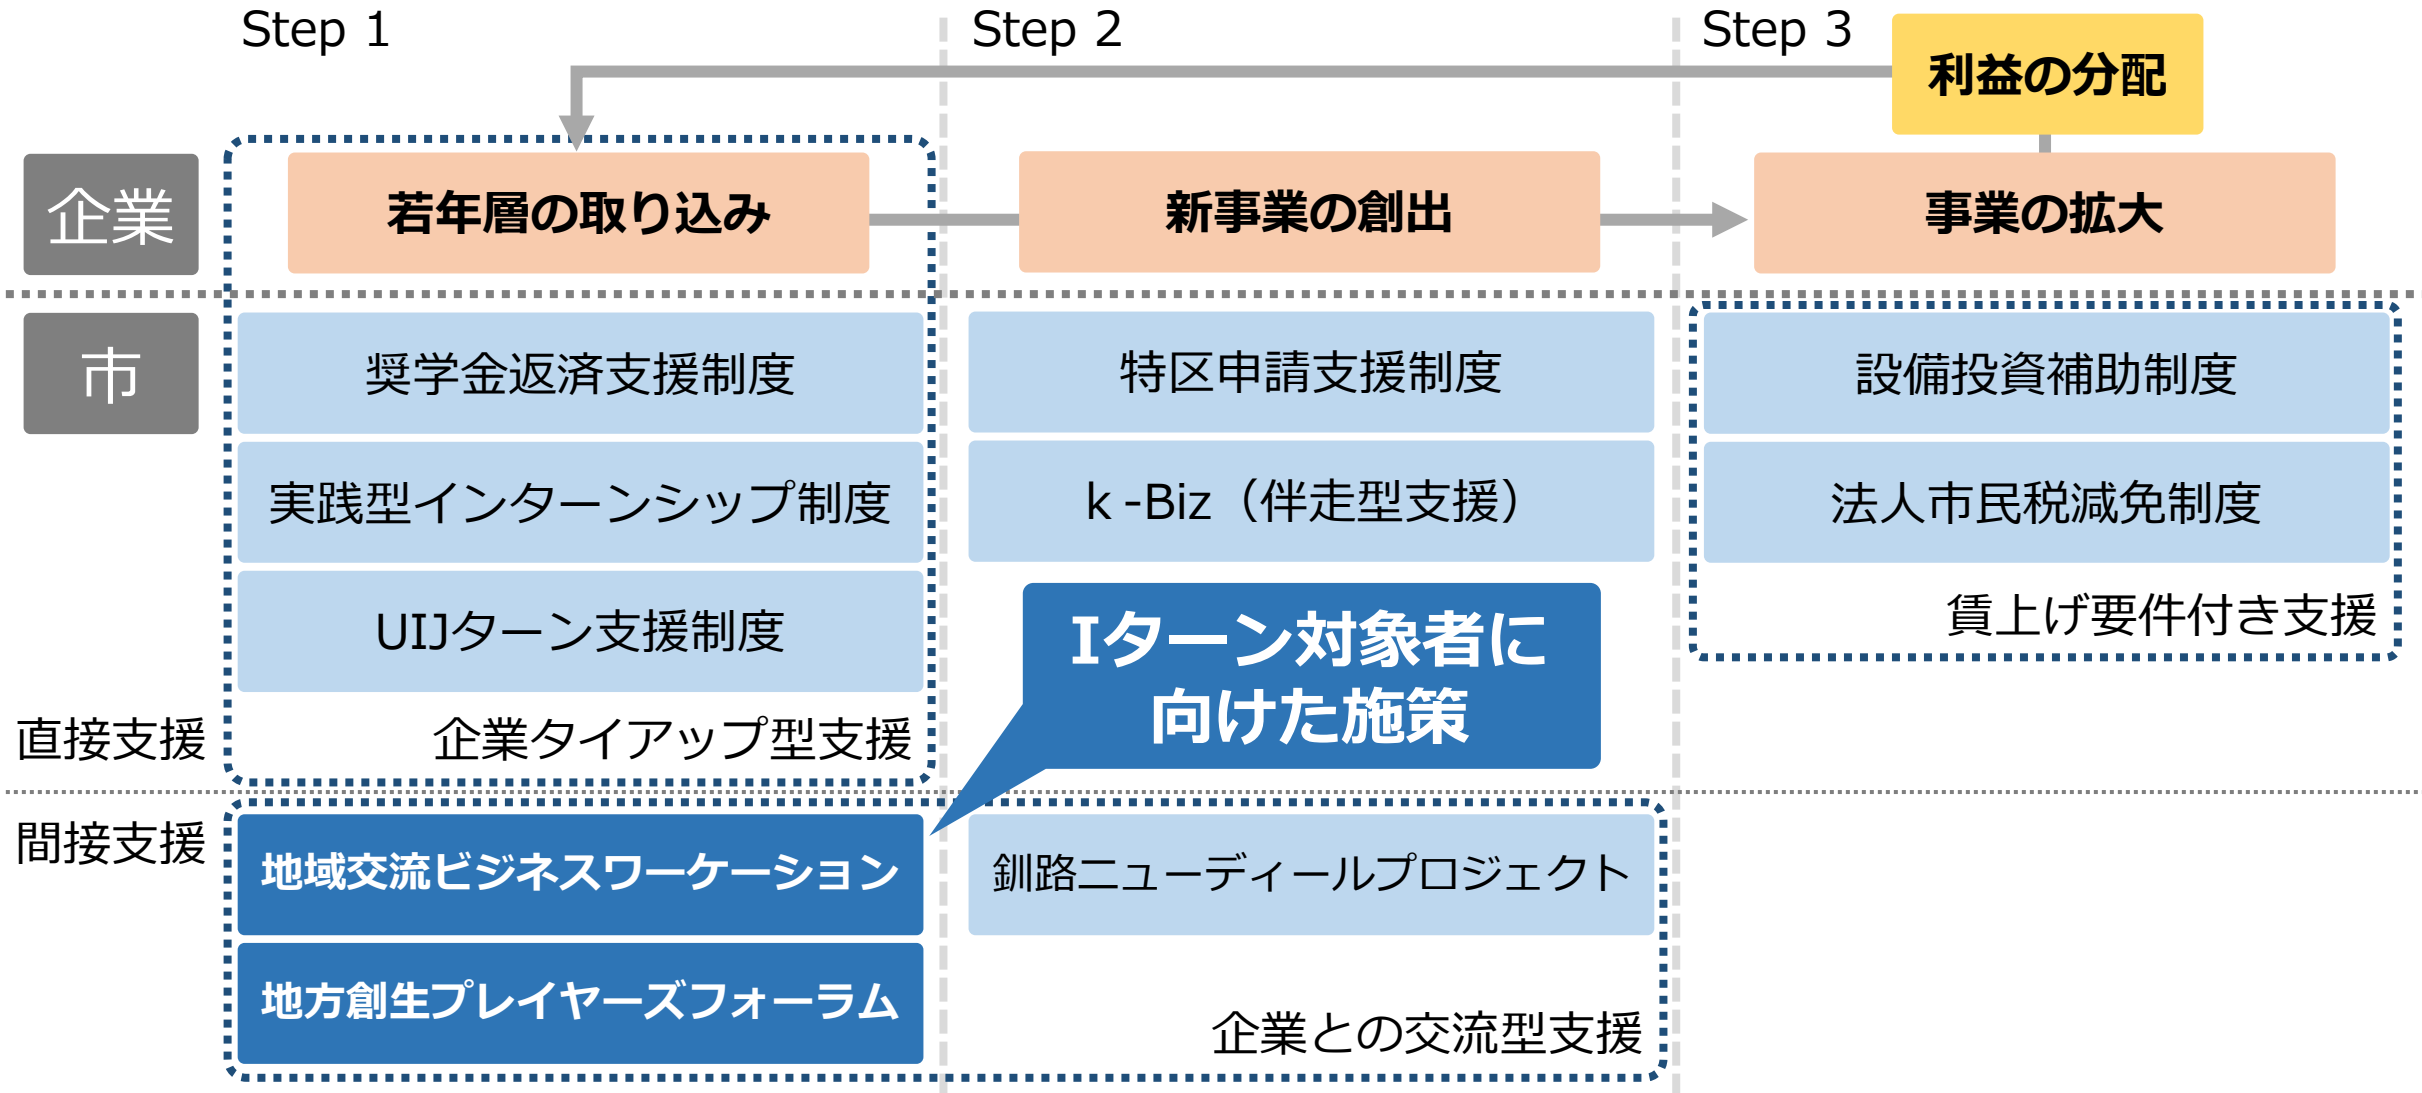 Step 1
Step 2
Step 3
利益の分配
企業
若年層の取り込み
新事業の創出
事業の拡大
市
奨学金返済支援制度
特区申請支援制度
設備投資補助制度
実践型インターンシップ制度
k -Biz（伴走型支援）
法人市民税減免制度
UIJターン支援制度
Iターン対象者に
向けた施策
賃上げ要件付き支援
直接支援
企業タイアップ型支援
間接支援
地域交流ビジネスワーケーション
釧路ニューディールプロジェクト
地方創生プレイヤーズフォーラム
企業との交流型支援